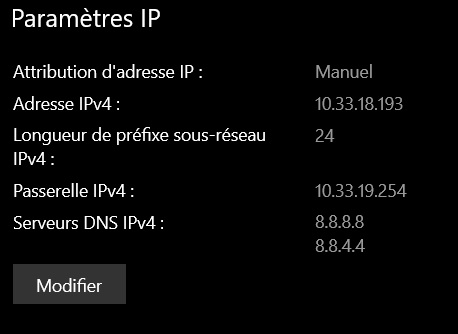 Paramètres IP
Attribution d'adresse IP : Manuel
Adresse IPv4 : 10.33.18.193
Longueur de préfixe sous-réseau 24
IPv4 :
Passerelle IPv4 : 10.33.19.254
Serveurs DNS IPv4 : 8.8.8.8
8.8.4.4
Modifier